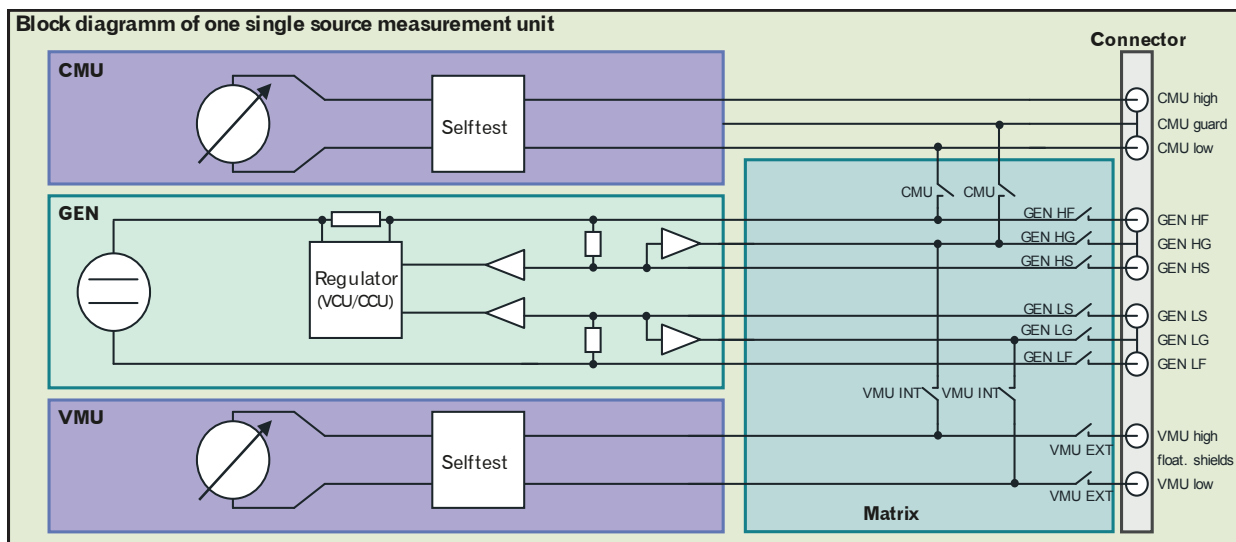 Block diagramm of one single source measurement unit
Connector
CMU
Selftest
CMU high
CMU guard
CMU low
CMU
CMU
GEN
Regulator
(VCU/CCU)
GEN HF
GEN HG
GEN HS
GEN LS
GEN LG
GEN LF
GEN HF
GEN HG
GEN HS
GEN LS
GEN LG
GEN LF
VMU INT
VMU INT
VMU
Selftest
VMU EXT
VMU EXT
VMU high
float. shields
VMU low
Matrix